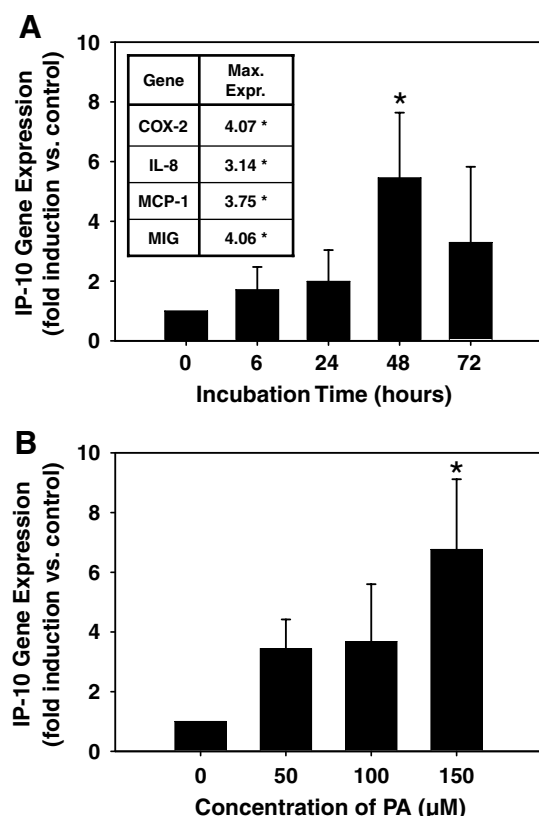 A
IP-10 Gene Expression
(fold induction vs. control)
10
8
6
4
2
0
Gene Max. Expr.
COX-2 4.07 *
IL-8 3.14 *
MCP-1 3.75 *
MIG 4.06 *
*
0 6 24 48 72
Incubation Time (hours)
B
IP-10 Gene Expression
(fold induction vs. control)
10
8
6
4
2
0
*
0 50 100 150
Concentration of PA (µM)